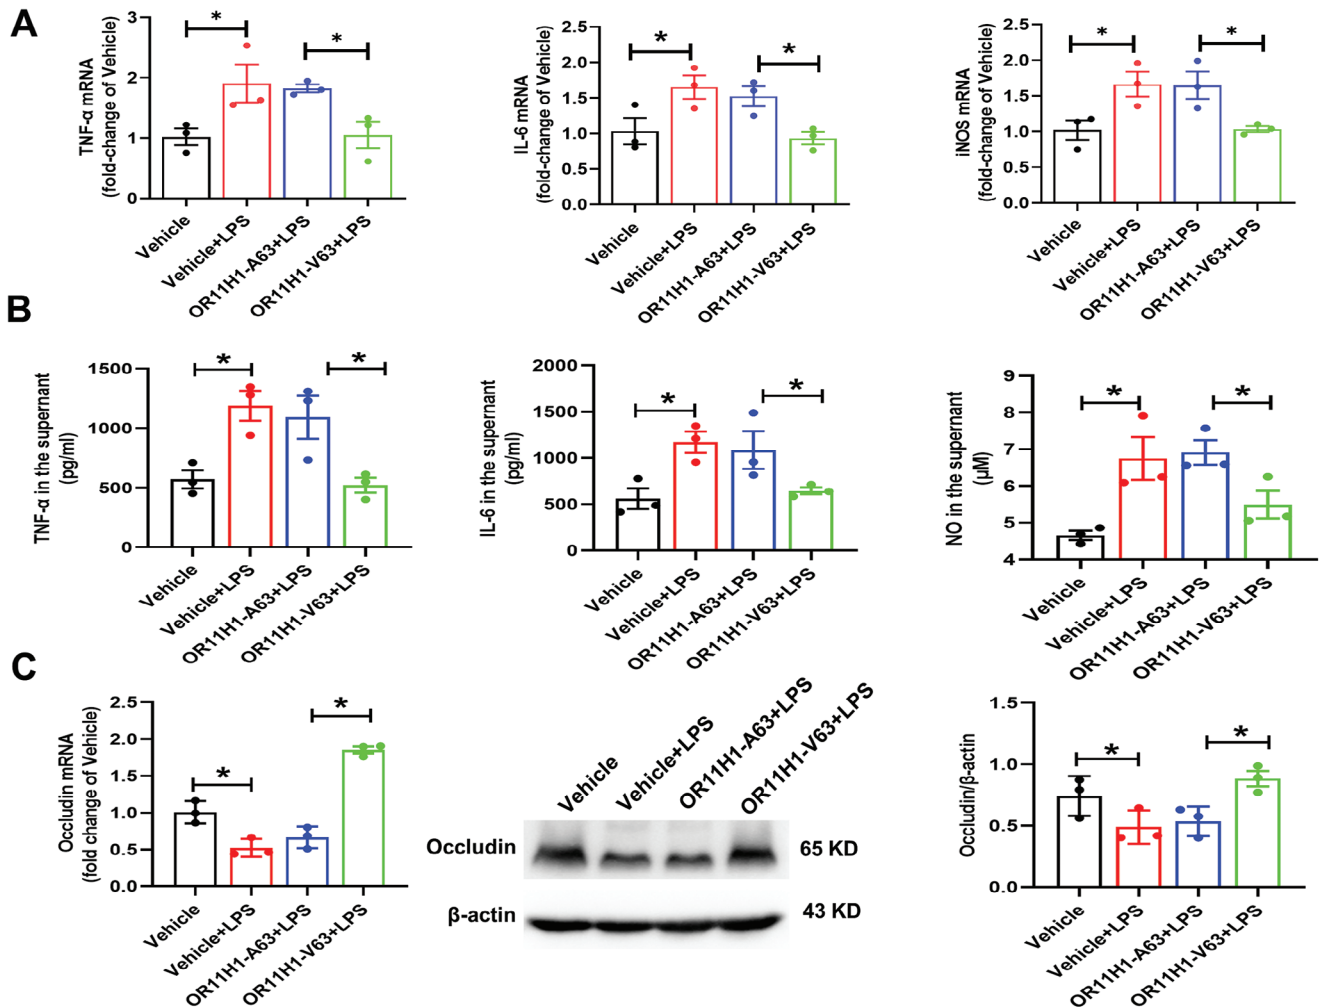 A
TNF-α mRNA
(fold-change of Vehicle)
3
2
1
0
*
*
Vehicle
Vehicle+LPS
OR11H1-A63+LPS
OR11H1-V63+LPS
IL-6 mRNA
(fold-change of Vehicle)
2.5
2.0
1.5
1.0
0.5
0.0
*
*
Vehicle
Vehicle+LPS
OR11H1-A63+LPS
OR11H1-V63+LPS
iNOS mRNA
(fold-change of Vehicle)
2.5
2.0
1.5
1.0
0.5
0.0
*
*
Vehicle
Vehicle+LPS
OR11H1-A63+LPS
OR11H1-V63+LPS
B
TNF-α in the supernant
(pg/ml)
1500
1000
500
0
*
*
Vehicle
Vehicle+LPS
OR11H1-A63+LPS
OR11H1-V63+LPS
IL-6 in the supernant
(pg/ml)
2000
1500
1000
500
0
*
*
Vehicle
Vehicle+LPS
OR11H1-A63+LPS
OR11H1-V63+LPS
NO in the supernant
(μM)
9
8
7
6
5
4
*
*
Vehicle
Vehicle+LPS
OR11H1-A63+LPS
OR11H1-V63+LPS
C
Occludin mRNA
(fold change of Vehicle)
2.5
2.0
1.5
1.0
0.5
0.0
*
*
Vehicle
Vehicle+LPS
OR11H1-A63+LPS
OR11H1-V63+LPS
Vehicle
Vehicle+LPS
OR11H1-A63+LPS
OR11H1-V63+LPS
Occludin
65 KD
β-actin
43 KD
Occludin/β-actin
1.5
1.0
0.5
0.0
*
*
Vehicle
Vehicle+LPS
OR11H1-A63+LPS
OR11H1-V63+LPS